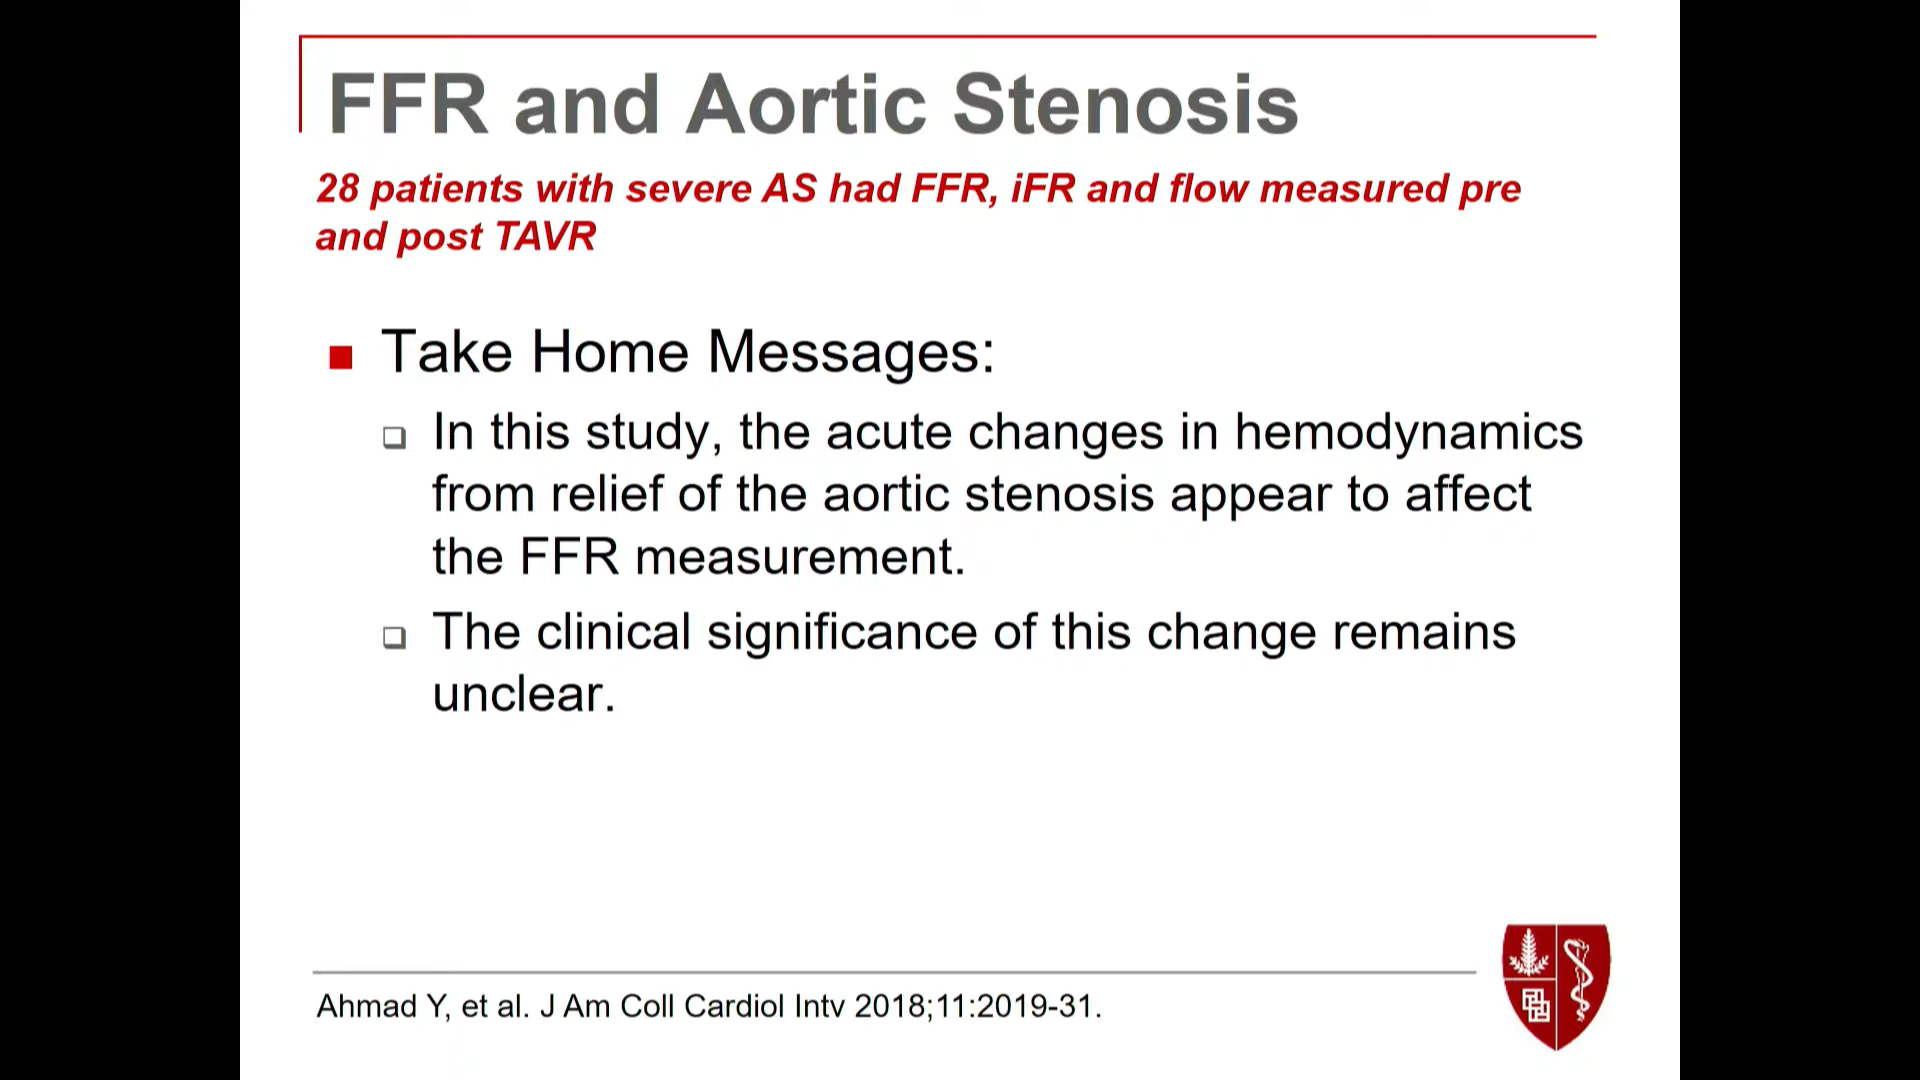 FFR and Aortic Stenosis
28 patients with severe AS had FFR, iFR and flow measured pre
and post TAVR
Take Home Messages:
In this study, the acute changes in hemodynamics
from relief of the aortic stenosis appear to affect
the FFR measurement.
The clinical significance of this change remains
unclear.
Ahmad Y, et al. J Am Coll Cardiol Intv 2018;11:2019-31.